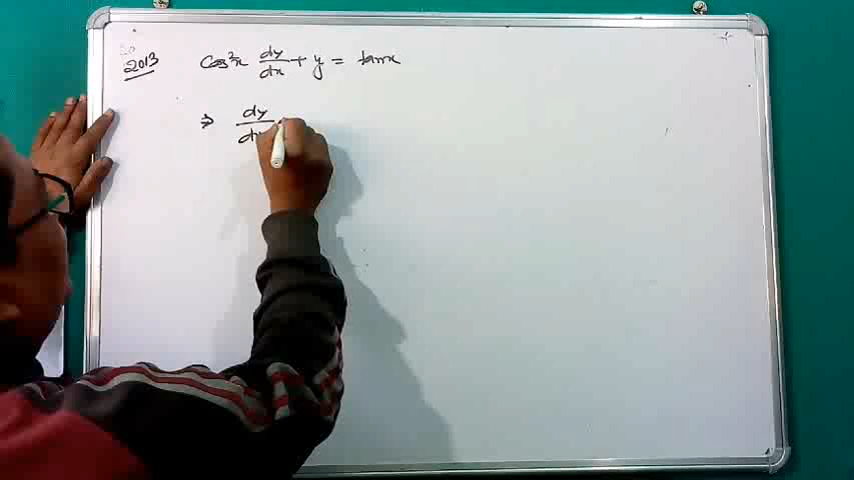 2013 cos²x dy/dx + y = tanx
⇒ dy/dx